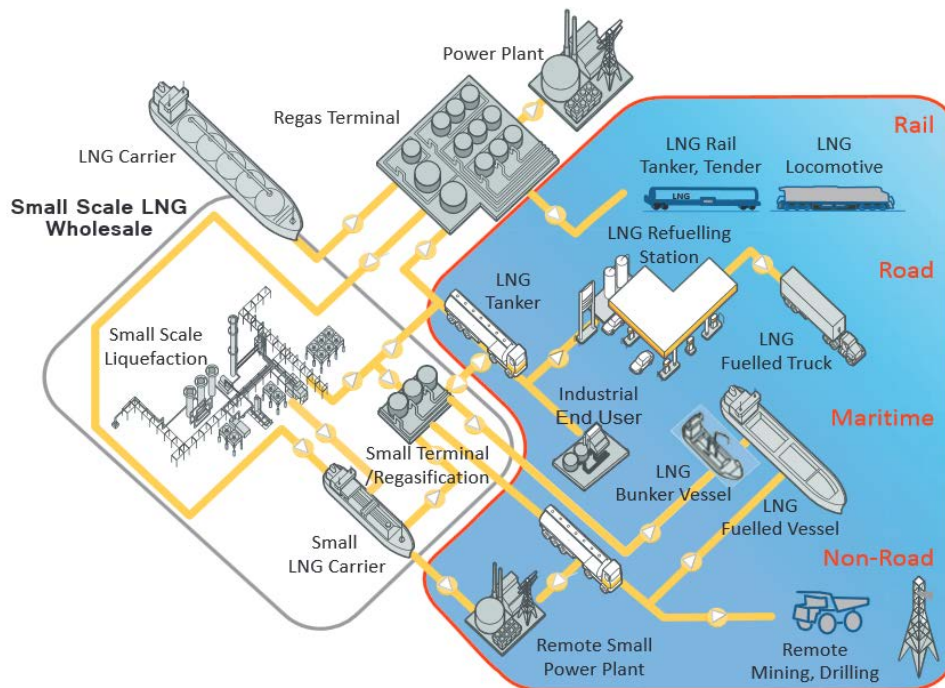 Power Plant
Regas Terminal
LNG Carrier
Small Scale LNG
Wholesale
Rail
LNG Rail
Tanker, Tender
LNG
LNG
Locomotive
LNG Refuelling
Station
Road
LNG
Tanker
LNG
Fuelled Truck
Small Scale
Liquefaction
Industrial
End User
Maritime
Small Terminal
/Regasification
LNG
Bunker Vessel
LNG
Fuelled Vessel
Small
LNG Carrier
Non-Road
Remote Small
Power Plant
Remote
Mining, Drilling